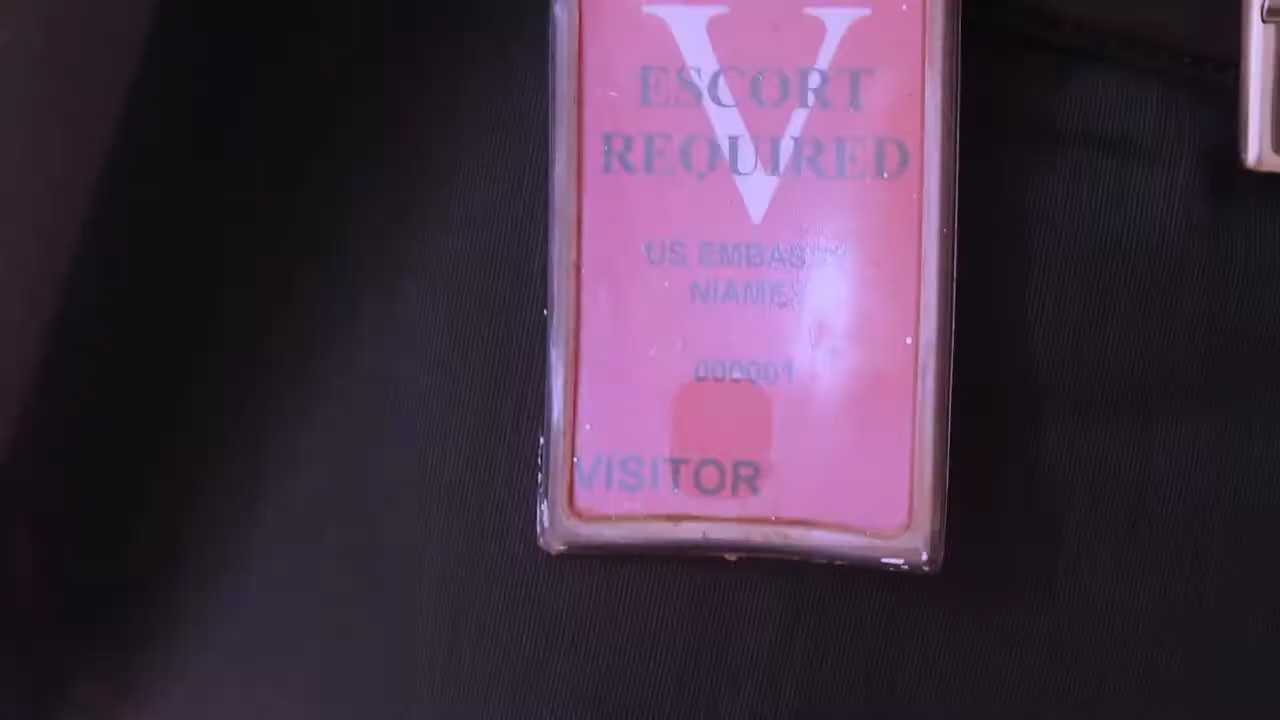 V
ESCORT
REQUIRED
US EMBASSY
NIAMEY
000001
VISITOR